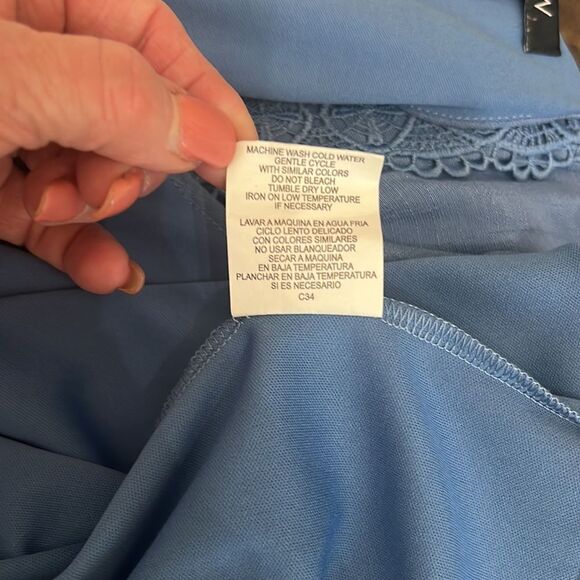 MACHINE WASH COLD WATER
GENTLE CYCLE
WITH SIMILAR COLORS
DO NOT BLEACH
TUMBLE DRY LOW
IRON ON LOW TEMPERATURE
IF NECESSARY
LAVAR A MAQUINA EN AGUA FRIA
CICLO LENTO DELICADO
CON COLORES SIMILARES
NO USAR BLANQUEADOR
SECAR A MAQUINA
EN BAJA TEMPERATURA
PLANCHAR EN BAJA TEMPERATURA
SI ES NECESARIO
C34